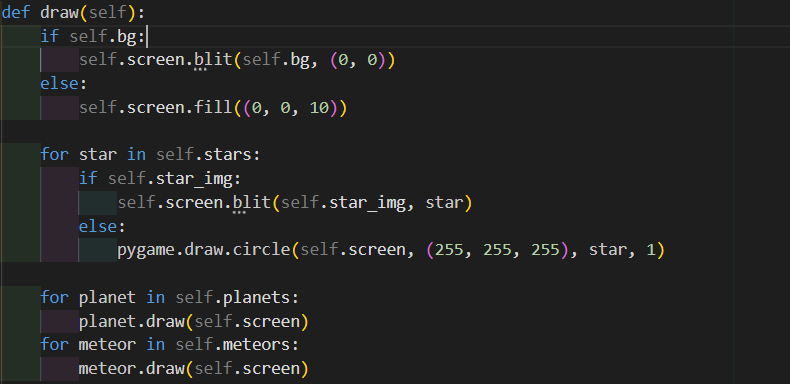 def draw(self):
    if self.bg:
        self.screen.blit(self.bg, (0, 0))
    else:
        self.screen.fill((0, 0, 10))

    for star in self.stars:
        if self.star_img:
            self.screen.blit(self.star_img, star)
        else:
            pygame.draw.circle(self.screen, (255, 255, 255), star, 1)

    for planet in self.planets:
        planet.draw(self.screen)
    for meteor in self.meteors:
        meteor.draw(self.screen)